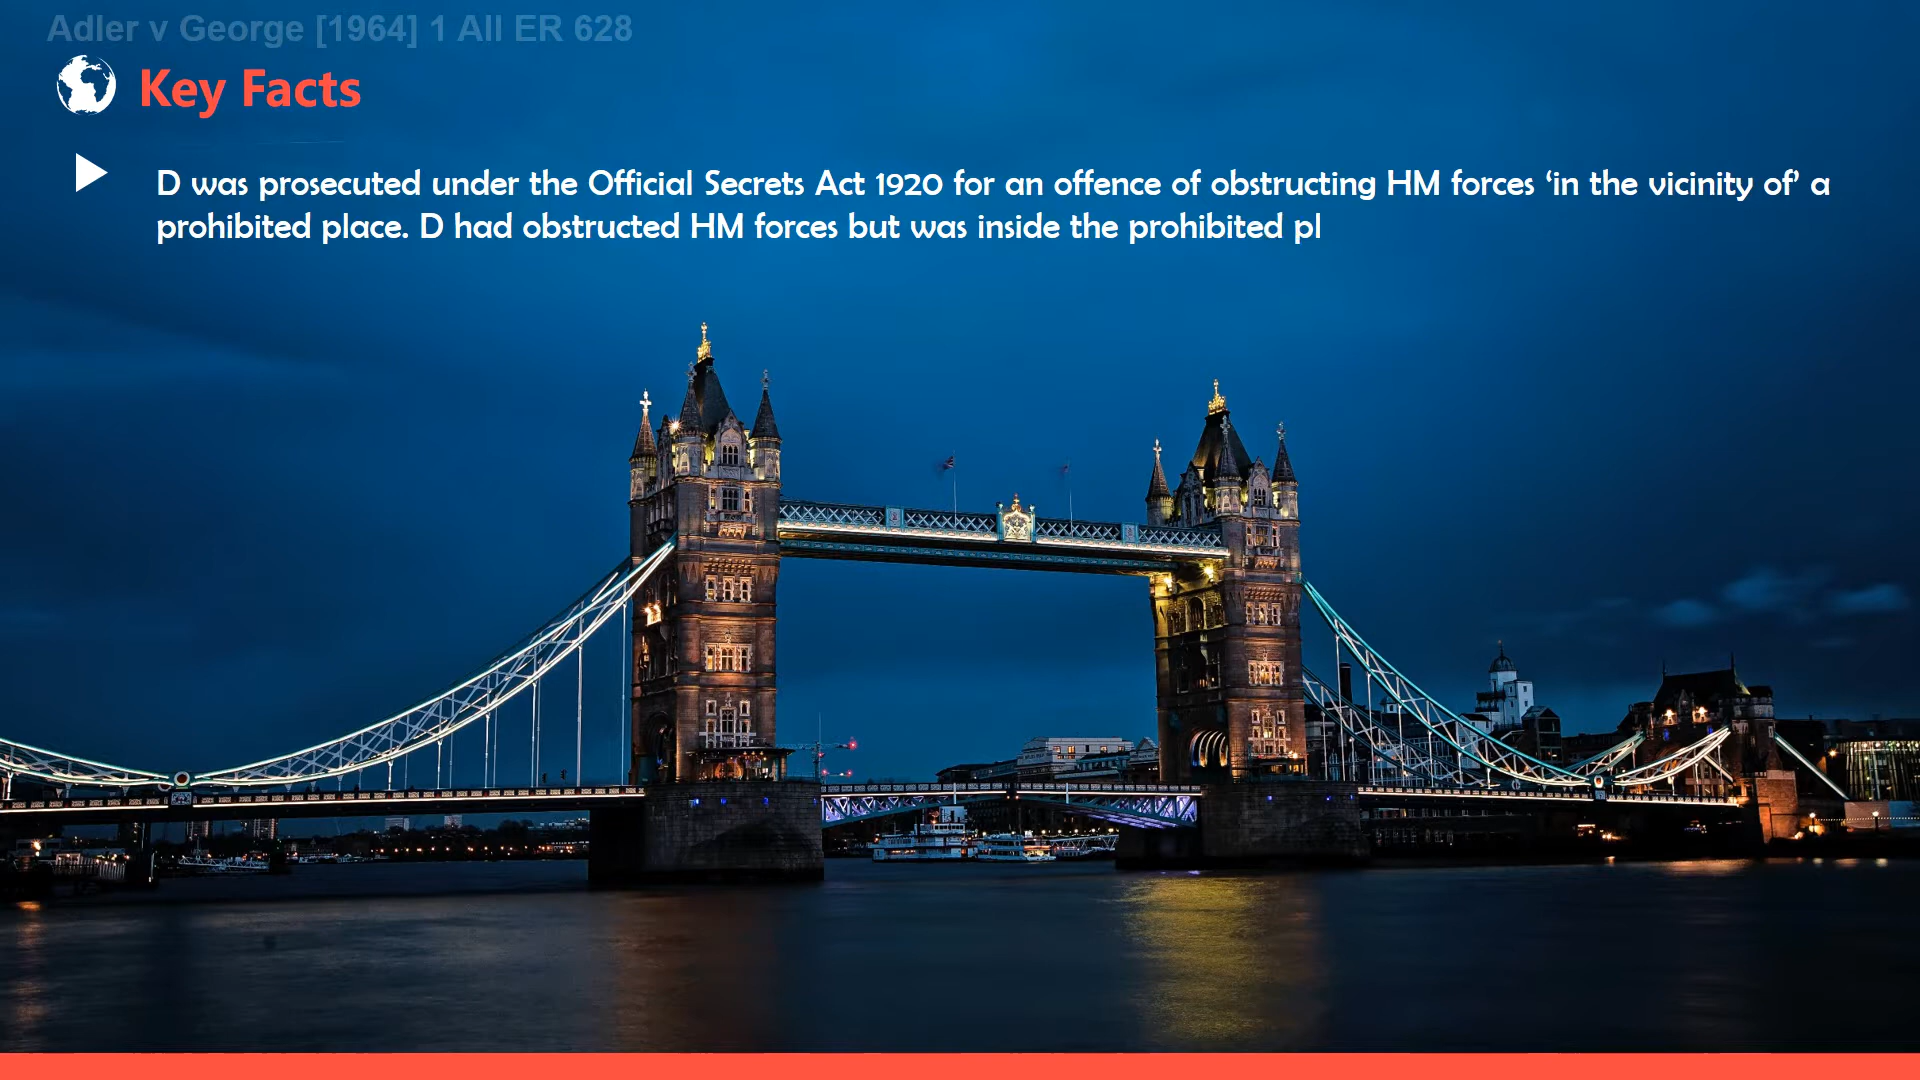 Adler v George [1964] 1 All ER 628
Key Facts
D was prosecuted under the Official Secrets Act 1920 for an offence of obstructing HM forces ‘in the vicinity of’ a
prohibited place. D had obstructed HM forces but was inside the prohibited pl